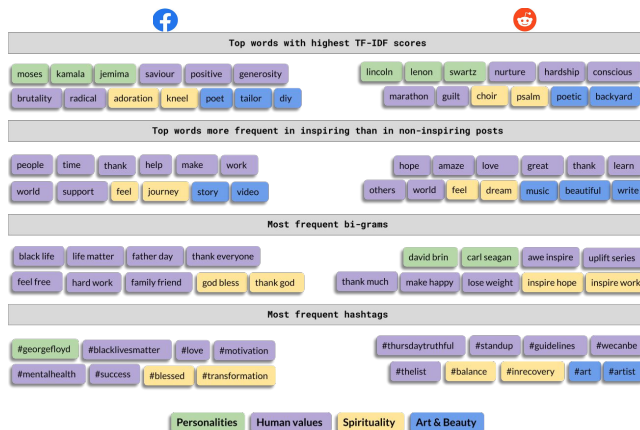 Top words with highest TF-IDF scores
moses kamala jemima saviour positive generosity
brutality radical adoration kneel poet tailor diy
lincoln lenon swartz nurture hardship conscious
marathon guilt choir psalm poetic backyard
Top words more frequent in inspiring than in non-inspiring posts
people time thank help make work
world support feel journey story video
hope amaze love great thank learn
others world feel dream music beautiful write
Most frequent bi-grams
black life life matter father day thank everyone
feel free hard work family friend god bless thank god
david brin carl seagan awe inspire uplift series
thank much make happy lose weight inspire hope inspire work
Most frequent hashtags
#georgefloyd #blacklivesmatter #love #motivation
#mentalhealth #success #blessed #transformation
#thursdaytruthful #standup #guidelines #wecanbe
#thelist #balance #inrecovery #art #artist
Personalities Human values Spirituality Art & Beauty